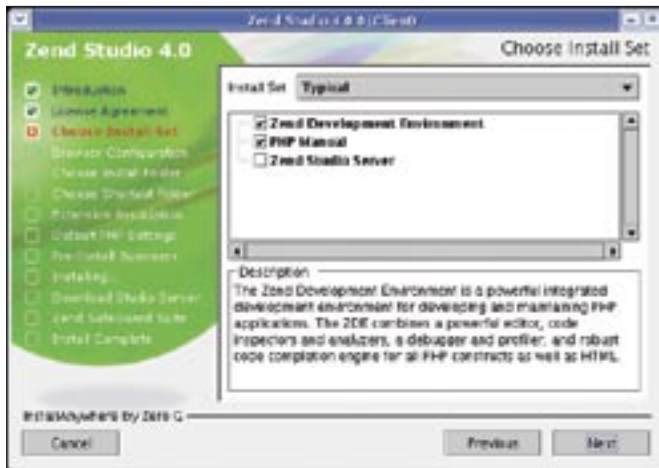 Zend Studio 4.0.0 (Client)
Zend Studio 4.0
Choose Install Set
Introduction
License Agreement
Choose Install Set
Browser Configuration
Choose Install Folder
Choose Shortcut Folder
Extension Associations
Default PHP Settings
Pre-Install Summary
Installing...
Download Studio Server
Zend SafeGuard Suite
Install Complete
Install Set Typical
Zend Development Environment
PHP Manual
Zend Studio Server
Description
The Zend Development Environment is a powerful integrated
development environment for developing and maintaining PHP
applications. The ZDE combines a powerful editor, code
inspectors and analyzers, a debugger and profiler, and robust
code completion engine for all PHP constructs as well as HTML.
InstallAnywhere by Zero G
Cancel
Previous
Next